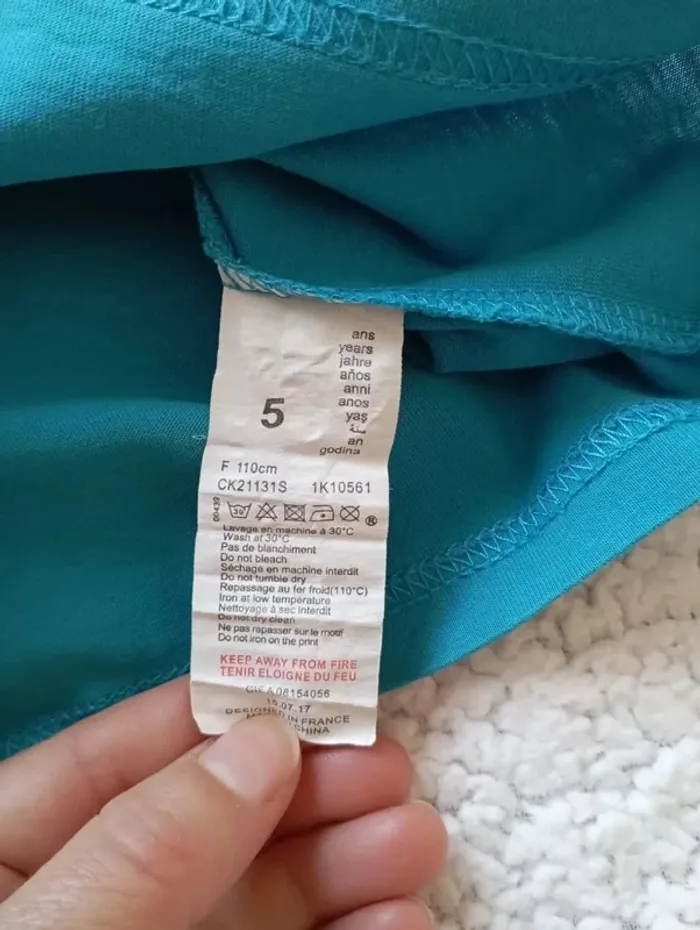 ans
years
jahre
años
anni
anos
yaş
سنة
an
godina
5
F 110cm
CK21131S 1K10561
00439
30
®
Lavage en machine à 30°C
Wash at 30°C
Pas de blanchiment
Do not bleach
Séchage en machine interdit
Do not tumble dry
Repassage au fer froid(110°C)
Iron at low temperature
Nettoyage à sec interdit
Do not dry clean
Ne pas repasser sur le motif
Do not iron on the print
KEEP AWAY FROM FIRE
TENIR ELOIGNE DU FEU
08154056
.07.17
DESIGNED IN FRANCE
CHINA